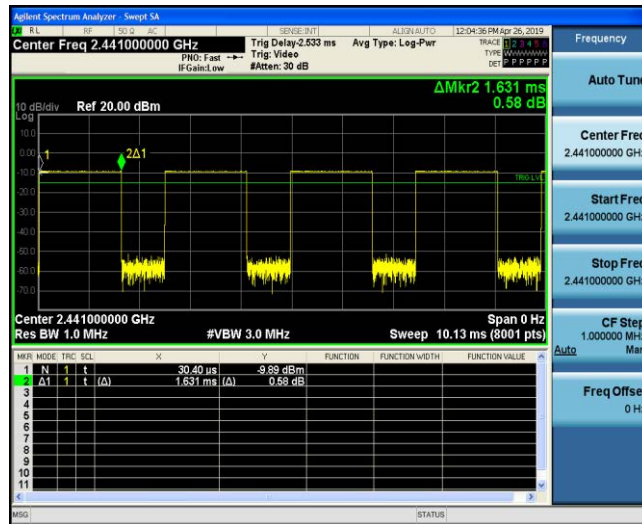 Agilent Spectrum Analyzer - Swept SA
RL RF 50 Ω AC SENSE:INT ALIGN AUTO 12:04:36 PM Apr 26, 2019
Center Freq 2.441000000 GHz
PNO: Fast
IFGain:Low
Trig Delay-2.533 ms
Trig: Video
#Atten: 30 dB
Avg Type: Log-Pwr
TRACE 1 2 3 4 5 6
TYPE W
DET P P P P P P
ΔMkr2 1.631 ms
0.58 dB
10 dB/div Ref 20.00 dBm
Log
10.0
0.00
-10.0
-20.0
-30.0
-40.0
-50.0
-60.0
-70.0
1
2Δ1
TRIG LVL
Center 2.441000000 GHz Span 0 Hz
Res BW 1.0 MHz #VBW 3.0 MHz Sweep 10.13 ms (8001 pts)
MKR MODE TRC SCL X Y FUNCTION FUNCTION WIDTH FUNCTION VALUE
1 N 1 t 30.40 us -9.89 dBm
2 Δ1 1 t (Δ) 1.631 ms (Δ) 0.58 dB
3
4
5
6
7
8
9
10
11
MSG STATUS
Frequency
Auto Tune
Center Freq
2.441000000 GHz
Start Freq
2.441000000 GHz
Stop Freq
2.441000000 GHz
CF Step
1.000000 MHz
Auto Man
Freq Offset
0 Hz